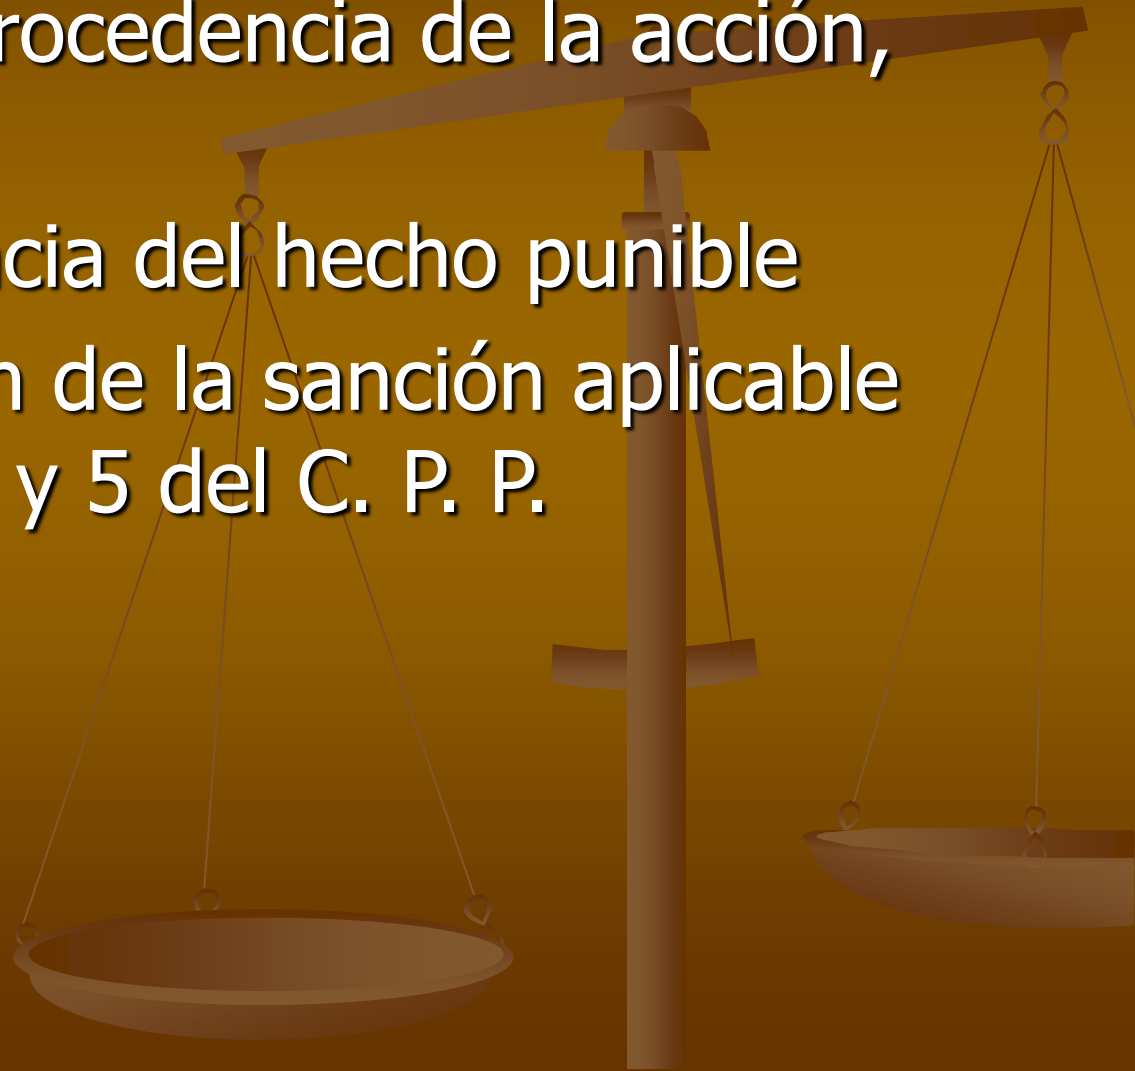 rocedencia de la acción,
cia del hecho punible
n de la sanción aplicable
y 5 del C. P. P.